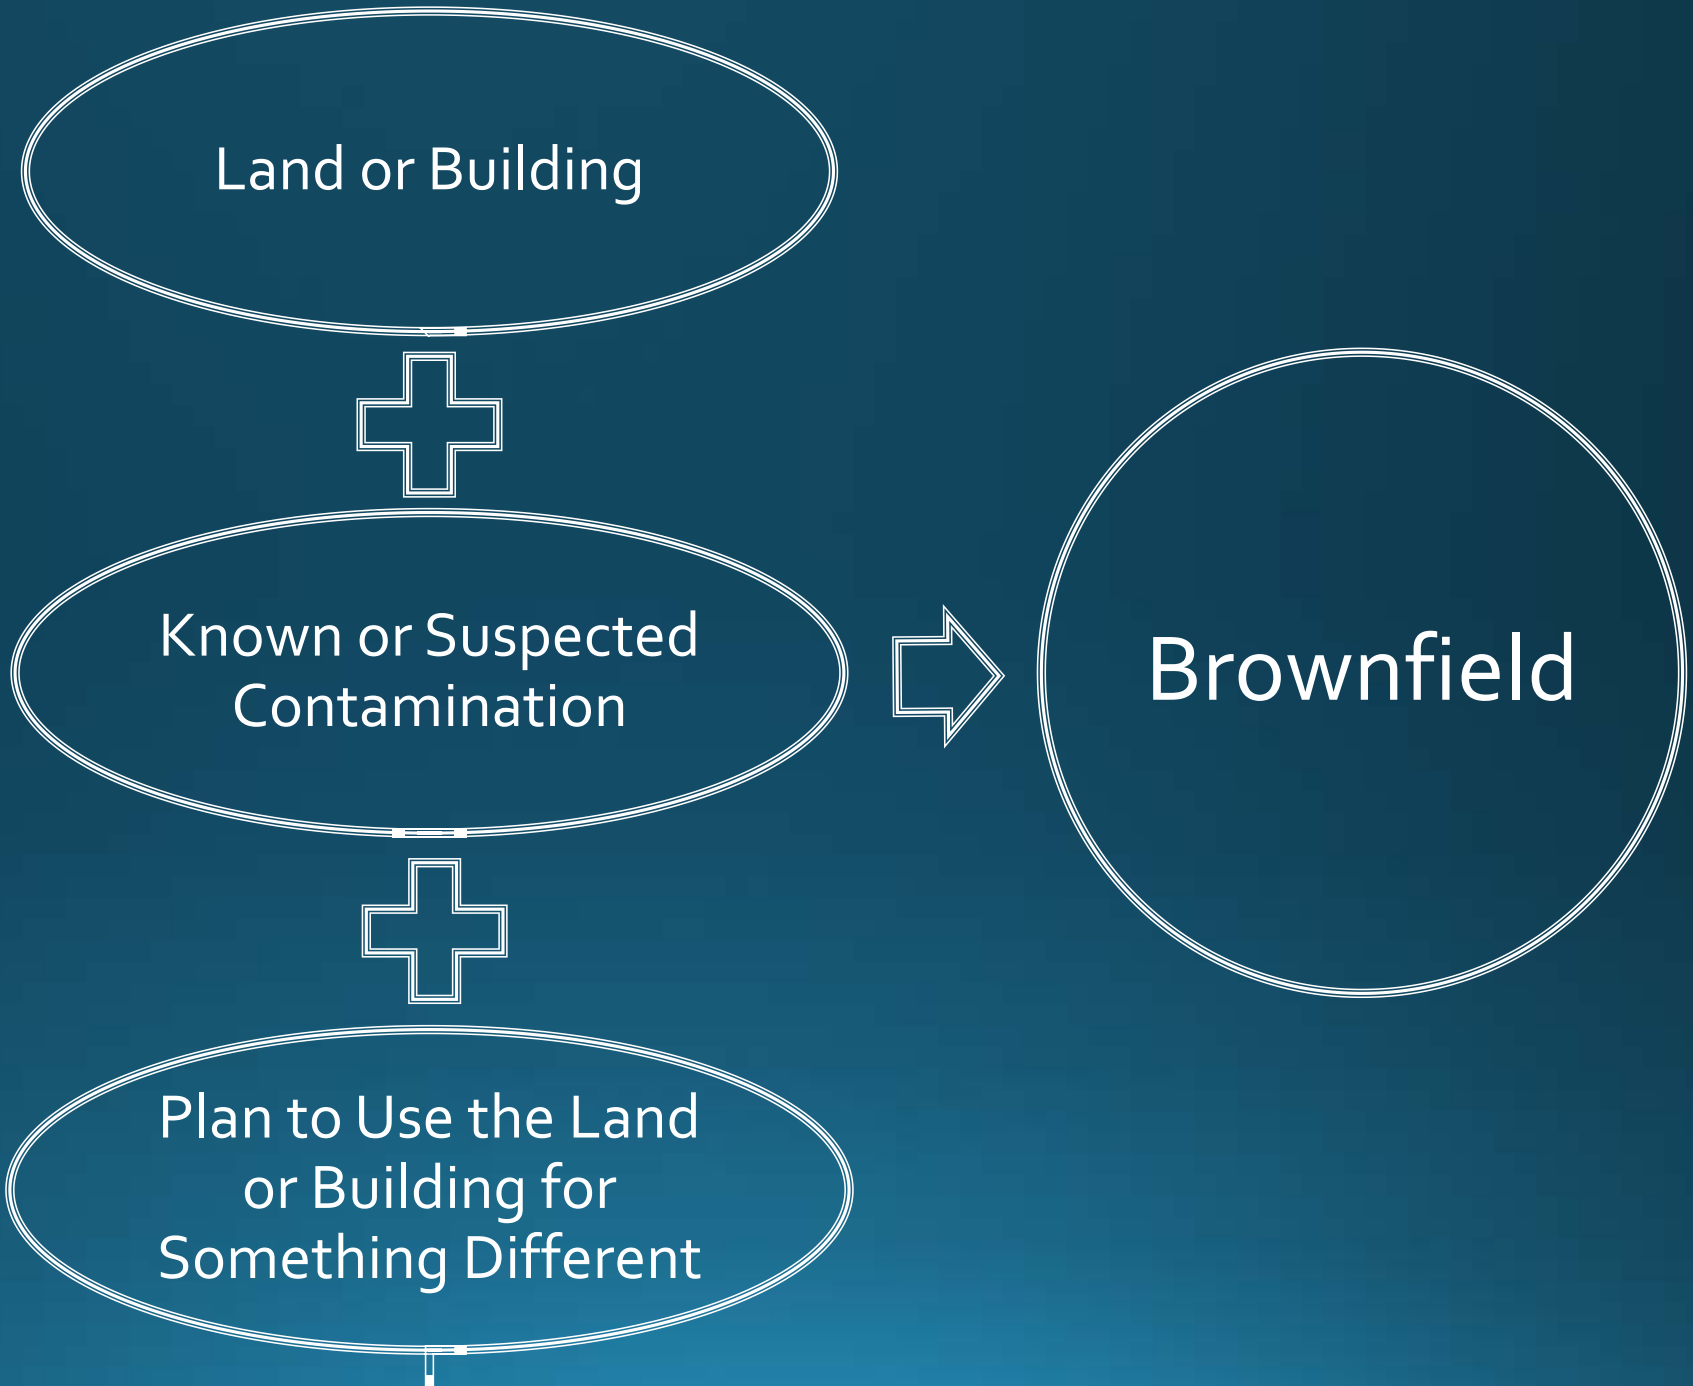 Land or Building
Known or Suspected
Contamination
Plan to Use the Land
or Building for
Something Different
Brownfield